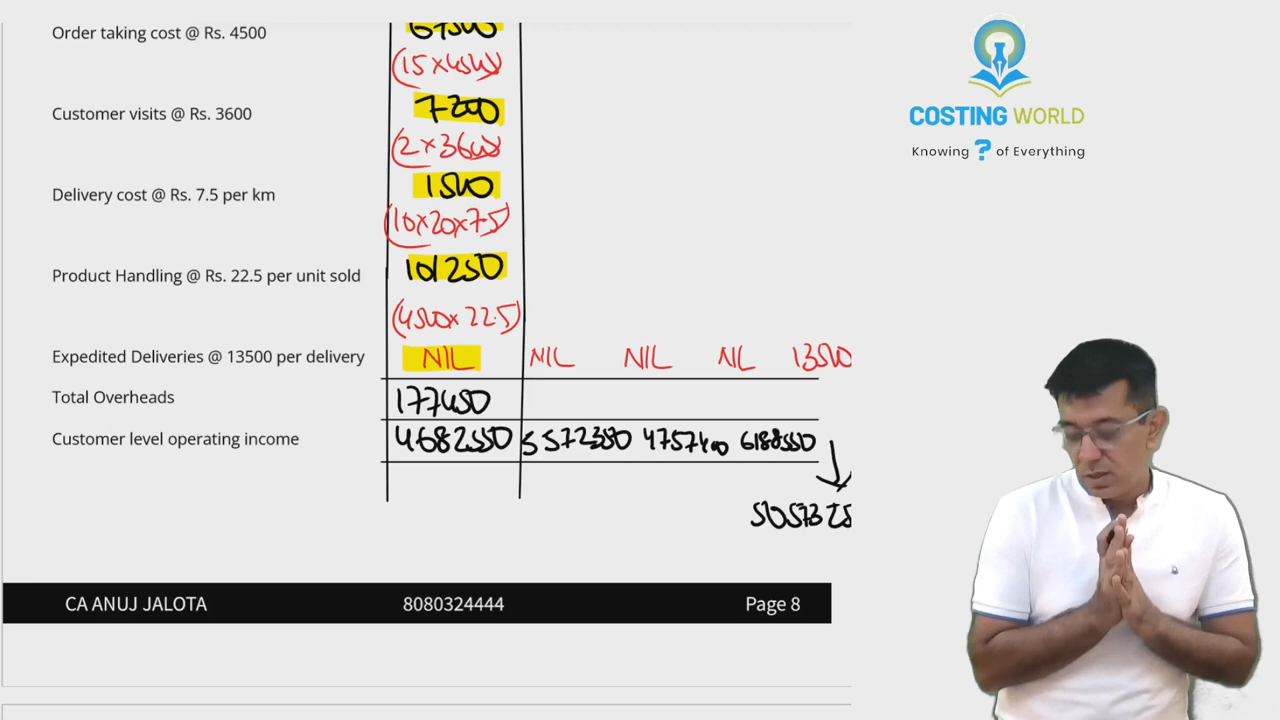 Order taking cost @ Rs. 4500 67500
(15×4500)
Customer visits @ Rs. 3600 7200
(2×3600)
Delivery cost @ Rs. 7.5 per km 1500
(10×20×7.5)
Product Handling @ Rs. 22.5 per unit sold 101250
(4500×22.5)
Expedited Deliveries @ 13500 per delivery NIL NIL NIL NIL 13500
Total Overheads 177450
Customer level operating income 4682550 5572350 4757400 6188550
5057325
CA ANUJ JALOTA 8080324444 Page 8
COSTING WORLD
Knowing ? of Everything